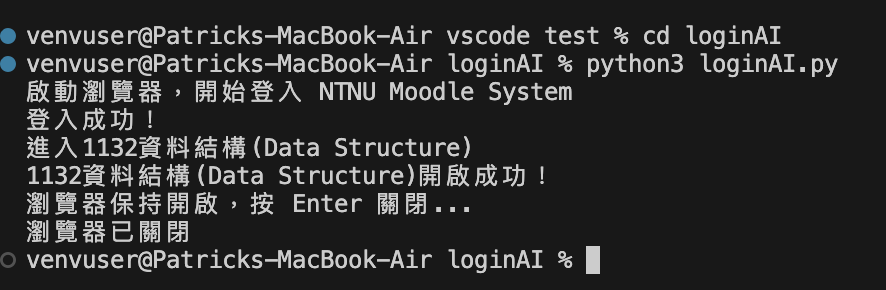 venvuser@Patricks-MacBook-Air vscode test % cd loginAI
venvuser@Patricks-MacBook-Air loginAI % python3 loginAI.py
啟動瀏覽器，開始登入 NTNU Moodle System
登入成功！
進入1132資料結構(Data Structure)
1132資料結構(Data Structure)開啟成功！
瀏覽器保持開啟，按 Enter 關閉...
瀏覽器已關閉
venvuser@Patricks-MacBook-Air loginAI %